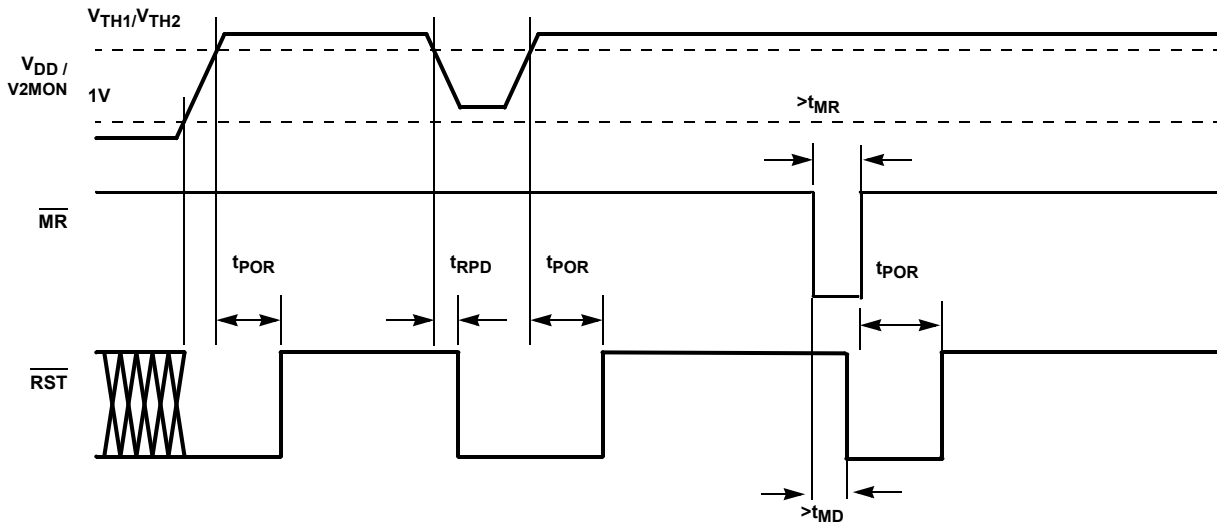 VTH1/VTH2
VDD /
V2MON
1V
>tMR
MR
tPOR
tRPD
tPOR
tPOR
RST
>tMD